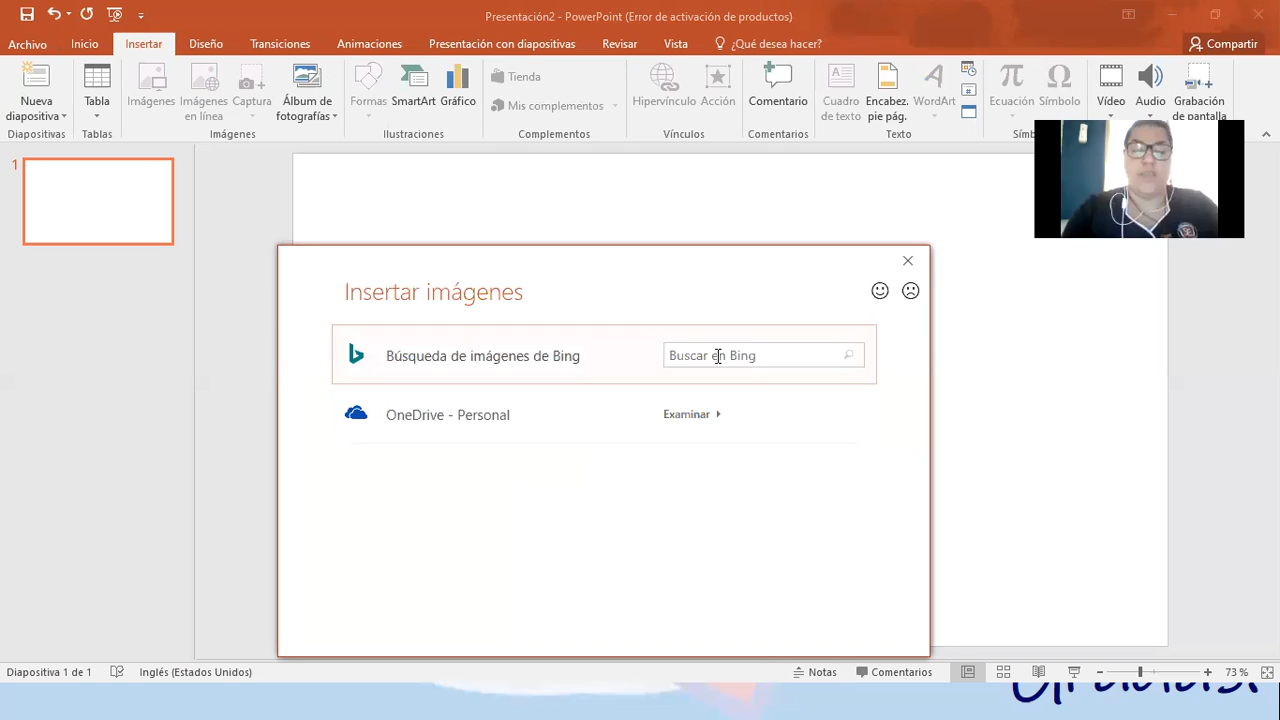 Presentación2 - PowerPoint (Error de activación de productos)
Archivo Inicio Insertar Diseño Transiciones Animaciones Presentación con diapositivas Revisar Vista ¿Qué desea hacer? Compartir
Nueva diapositiva
Tabla
Imágenes
Imágenes en línea
Captura
Álbum de fotografías
Formas
SmartArt
Gráfico
Tienda
Mis complementos
Hipervínculo
Acción
Comentario
Cuadro de texto
Encabez. pie pág.
WordArt
Ecuación
Símbolo
Vídeo
Audio
Grabación de pantalla
Diapositivas Tablas Imágenes Ilustraciones Complementos Vínculos Comentarios Texto
1
Insertar imágenes
Búsqueda de imágenes de Bing
Buscar en Bing
OneDrive - Personal
Examinar
Diapositiva 1 de 1 Inglés (Estados Unidos) Notas Comentarios 73 %